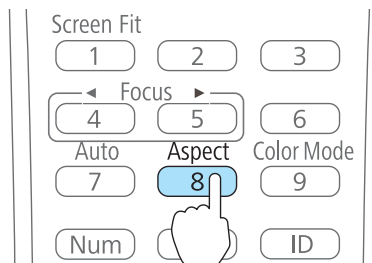 Screen Fit
1 2 3
◄ Focus ►
4 5 6
Auto Aspect Color Mode
7 8 9
Num ID